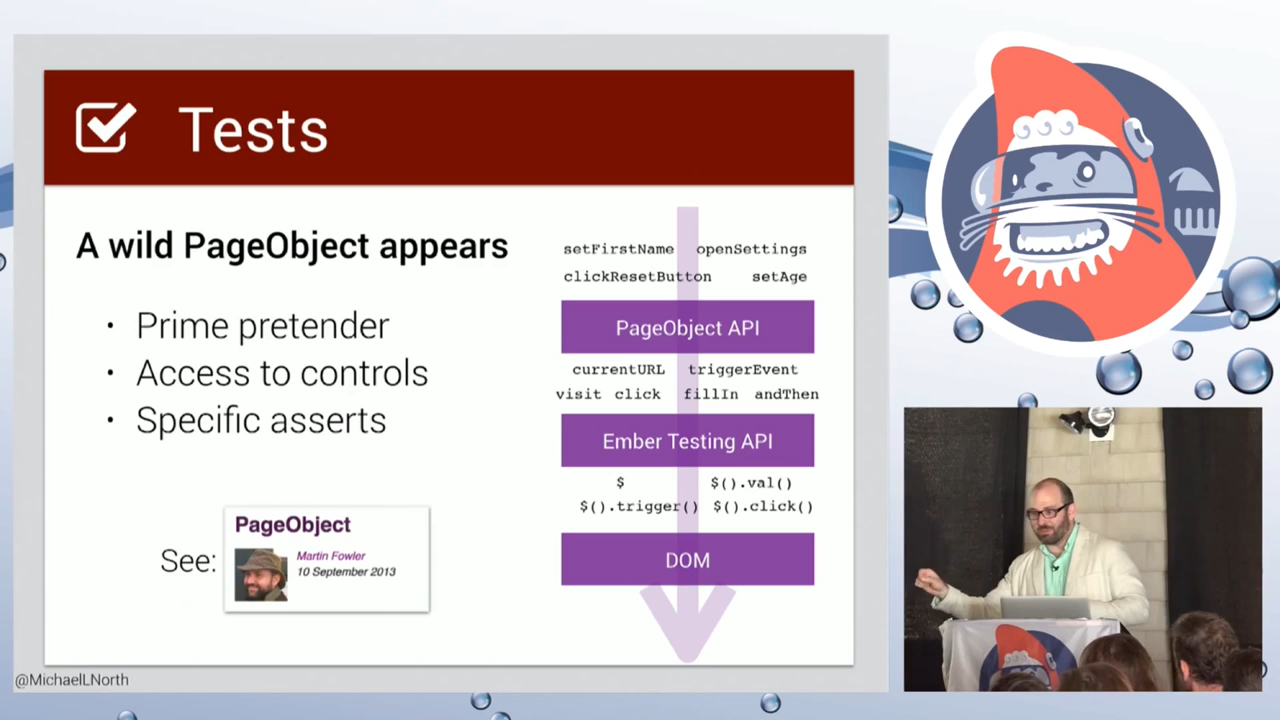 Tests
A wild PageObject appears
• Prime pretender
• Access to controls
• Specific asserts
See:
PageObject
Martin Fowler
10 September 2013
setFirstName openSettings
clickResetButton setAge
PageObject API
currentURL triggerEvent
visit click fillIn andThen
Ember Testing API
$ $().val()
$().trigger() $().click()
DOM
@MichaelLNorth